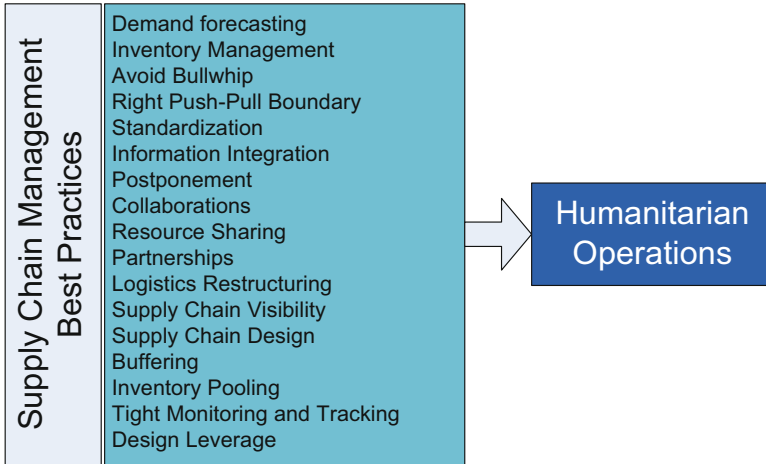 Supply Chain Management
Best Practices
Demand forecasting
Inventory Management
Avoid Bullwhip
Right Push-Pull Boundary
Standardization
Information Integration
Postponement
Collaborations
Resource Sharing
Partnerships
Logistics Restructuring
Supply Chain Visibility
Supply Chain Design
Buffering
Inventory Pooling
Tight Monitoring and Tracking
Design Leverage
Humanitarian
Operations